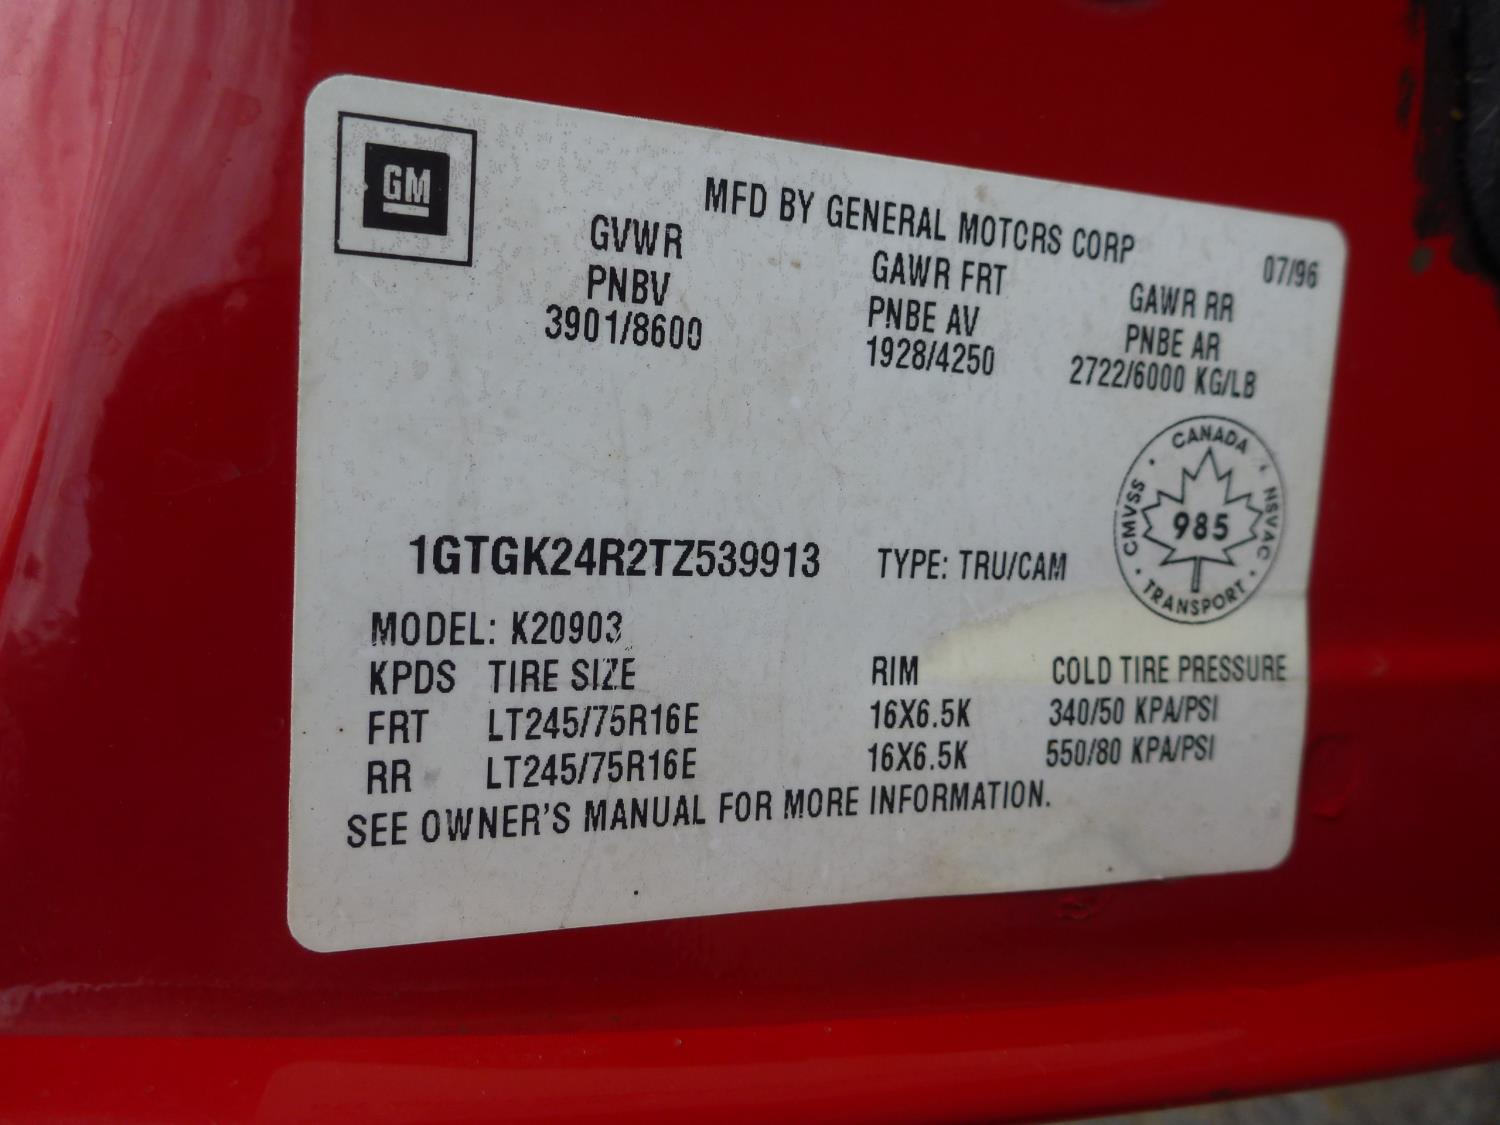 GM
MFD BY GENERAL MOTORS CORP
07/96
GVWR GAWR FRT GAWR RR
PNBV PNBE AV PNBE AR
3901/8600 1928/4250 2722/6000 KG/LB
CANADA
CMVSS NSVAC
985
TRANSPORT
1GTGK24R2TZ539913 TYPE: TRU/CAM
MODEL: K20903
KPDS TIRE SIZE RIM COLD TIRE PRESSURE
FRT LT245/75R16E 16X6.5K 340/50 KPA/PSI
RR LT245/75R16E 16X6.5K 550/80 KPA/PSI
SEE OWNER'S MANUAL FOR MORE INFORMATION.